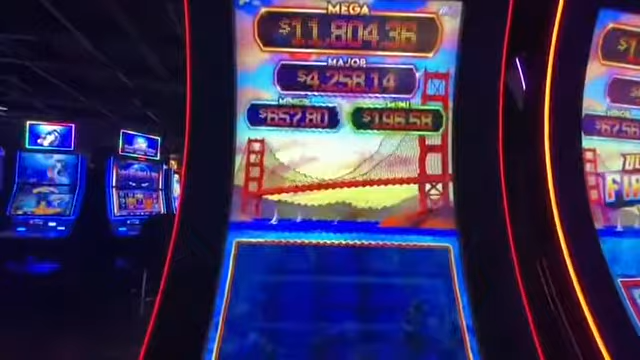 MEGA
$11,804.36
MAJOR
$4,258.14
MINOR
MINI
$657.80
$196.58